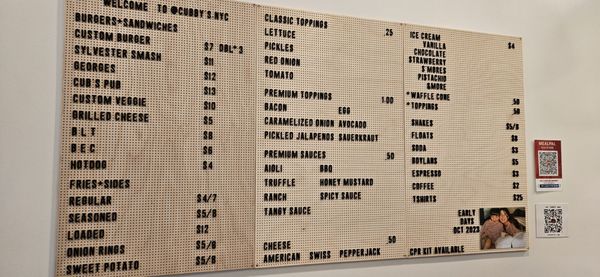 WELCOME TO @CUBBY'S-NYC
BURGERS*SANDWICHES
CUSTOM BURGER $7 DBL*3
SYLVESTER SMASH $11
GEORGES $12
CUB'S PUB $13
CUSTOM VEGGIE $10
GRILLED CHEESE $5
B L T $8
B E C $6
HOTDOG $4
FRIES*SIDES
REGULAR $4/7
SEASONED $5/8
LOADED $12
ONION RINGS $5/8
SWEET POTATO $5/8
CLASSIC TOPPINGS .25
LETTUCE
PICKLES
RED ONION
TOMATO
PREMIUM TOPPINGS 1.00
BACON EGG
CARAMELIZED ONION AVOCADO
PICKLED JALAPENOS SAUERKRAUT
PREMIUM SAUCES .50
AIOLI BBQ
TRUFFLE HONEY MUSTARD
RANCH SPICY SAUCE
TANGY SAUCE
CHEESE .50
AMERICAN SWISS PEPPERJACK
ICE CREAM $4
VANILLA
CHOCOLATE
STRAWBERRY
S'MORES
PISTACHIO
&MORE
*WAFFLE CONE .50
*TOPPINGS .50
SHAKES $5/8
FLOATS $8
SODA $3
BOYLANS $5
ESPRESSO $3
COFFEE $2
TSHIRTS $25
EARLY
DAYS
OCT 2023
CPR KIT AVAILABLE
MEALPAL